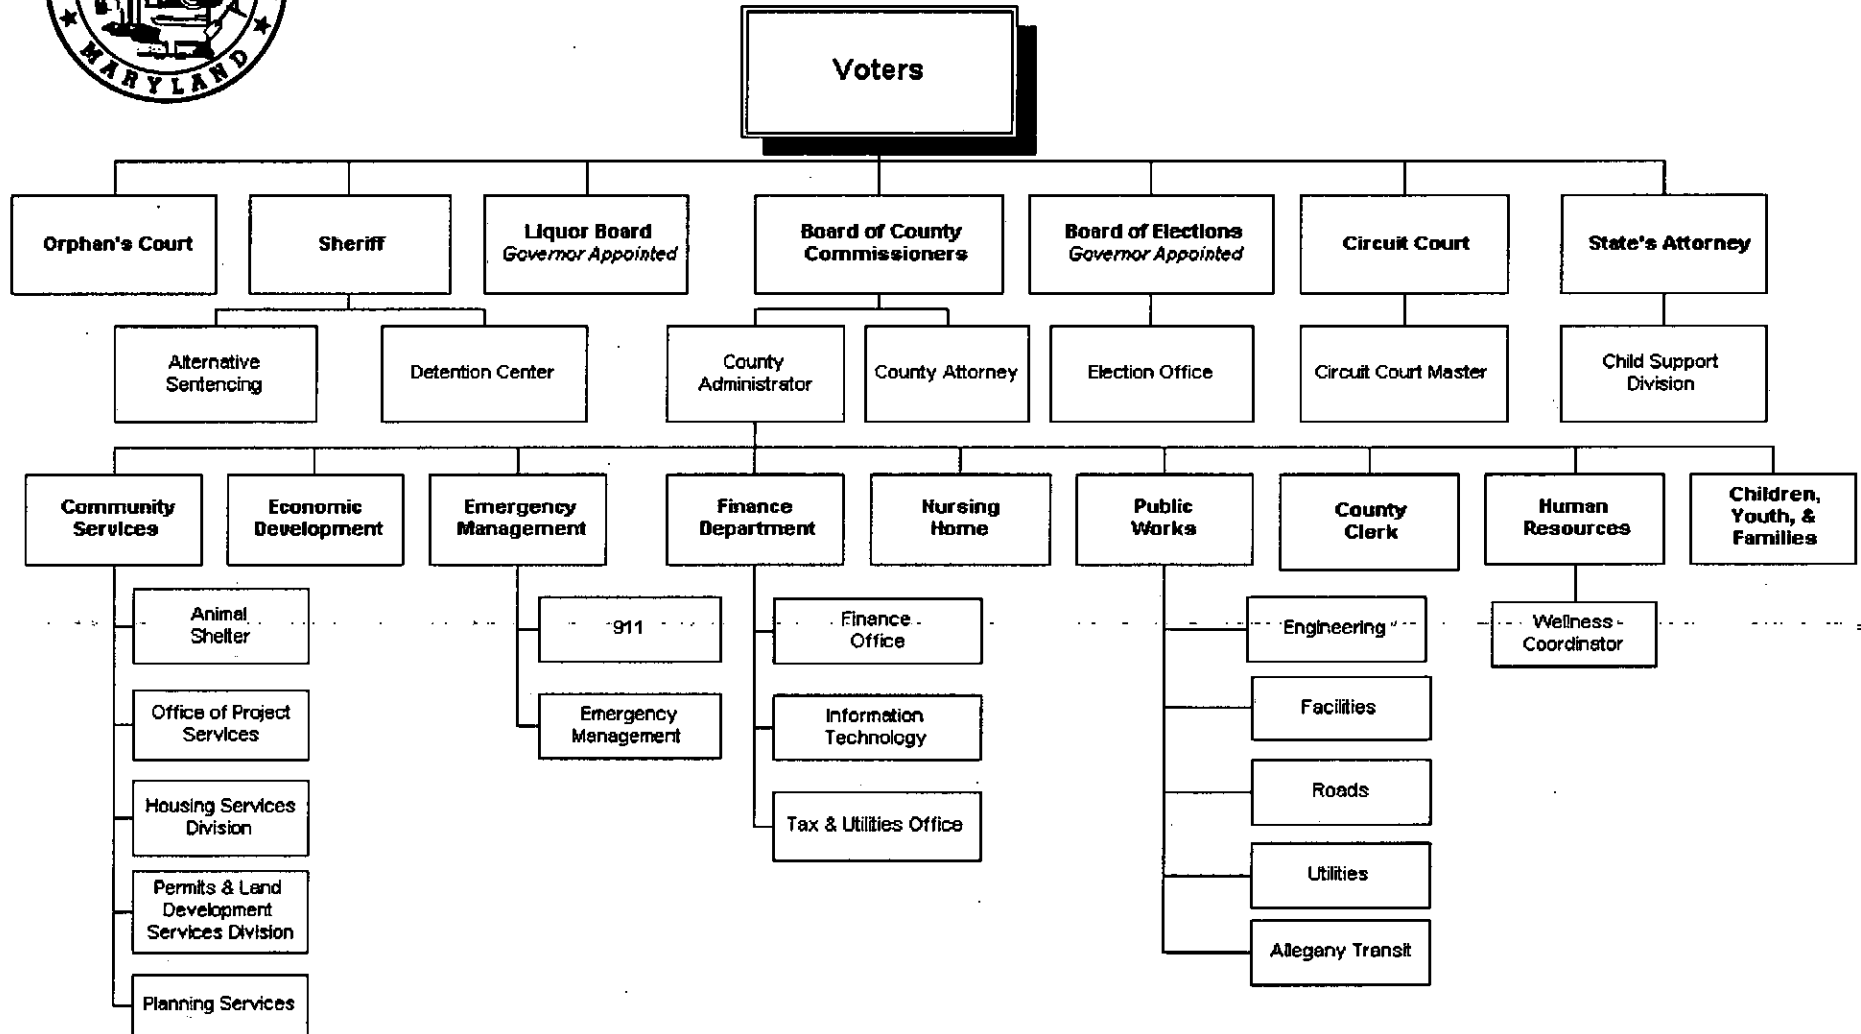 MARYLAND
Voters
Orphan's Court
Sheriff
Liquor Board
Governor Appointed
Board of County
Commissioners
Board of Elections
Governor Appointed
Circuit Court
State's Attorney
Alternative
Sentencing
Detention Center
County
Administrator
County Attorney
Election Office
Circuit Court Master
Child Support
Division
Community
Services
Economic
Development
Emergency
Management
Finance
Department
Nursing
Home
Public
Works
County
Clerk
Human
Resources
Children,
Youth, &
Families
Animal
Shelter
Office of Project
Services
Housing Services
Division
Permits & Land
Development
Services Division
Planning Services
911
Emergency
Management
Finance
Office
Information
Technology
Tax & Utilities Office
Engineering
Facilities
Roads
Utilities
Allegany Transit
Wellness
Coordinator